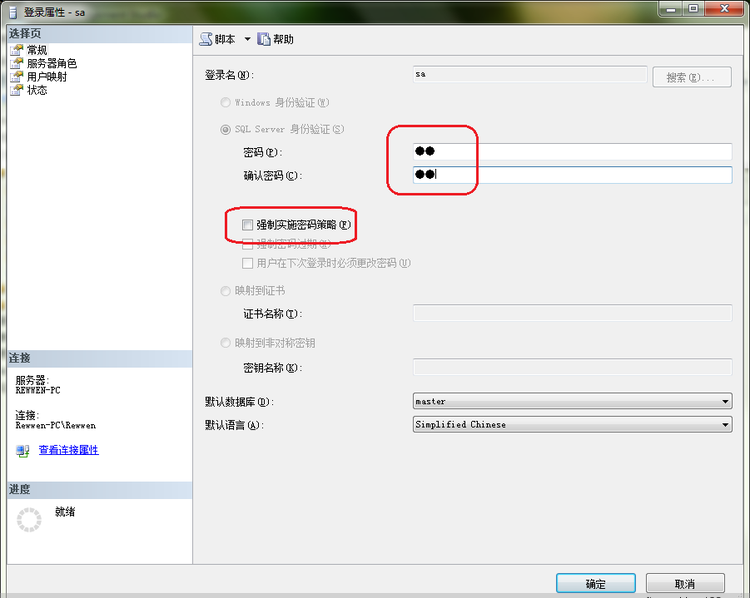 登录属性 - sa
选择页
常规
服务器角色
用户映射
状态
脚本
帮助
登录名(N):
sa
搜索(E)...
Windows 身份验证(W)
SQL Server 身份验证(S)
密码(P):
●●
确认密码(C):
●●
强制实施密码策略(F)
强制密码过期(X)
用户在下次登录时必须更改密码(U)
映射到证书
证书名称(T):
映射到非对称密钥
密钥名称(K):
默认数据库(D):
master
默认语言(A):
Simplified Chinese
连接
服务器:
REWWEN-PC
连接:
Rewwen-PC\Rewwen
查看连接属性
进度
就绪
确定
取消